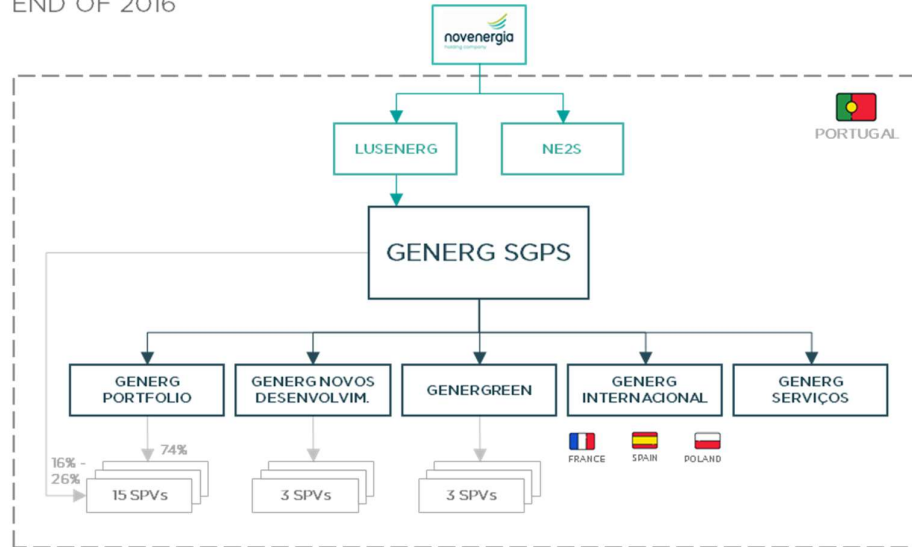 END OF 2016
novenergia
holding company
PORTUGAL
LUSENERG
NE2S
GENERG SGPS
GENERG
PORTFOLIO
GENERG NOVOS
DESENVOLVIM.
GENERGREEN
GENERG
INTERNACIONAL
GENERG
SERVIÇOS
FRANCE
SPAIN
POLAND
74%
16% -
26%
15 SPVs
3 SPVs
3 SPVs